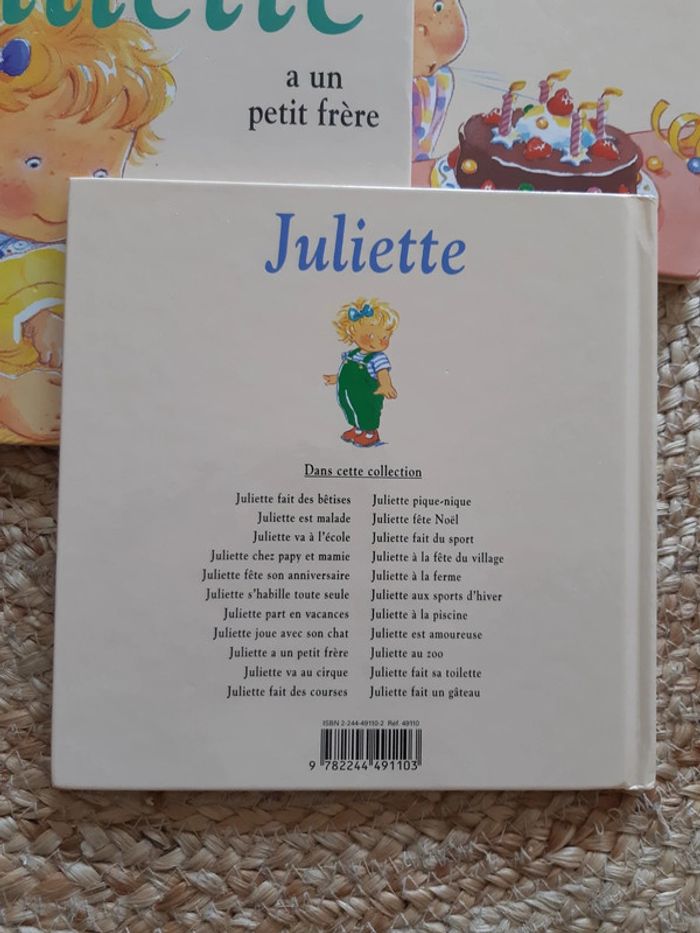 a un
petit frère
Juliette
Dans cette collection
Juliette fait des bêtises
Juliette est malade
Juliette va à l'école
Juliette chez papy et mamie
Juliette fête son anniversaire
Juliette s'habille toute seule
Juliette part en vacances
Juliette joue avec son chat
Juliette a un petit frère
Juliette va au cirque
Juliette fait des courses
Juliette pique-nique
Juliette fête Noël
Juliette fait du sport
Juliette à la fête du village
Juliette à la ferme
Juliette aux sports d'hiver
Juliette à la piscine
Juliette est amoureuse
Juliette au zoo
Juliette fait sa toilette
Juliette fait un gâteau
ISBN 2-244-49110-2 Réf. 49110
9 782244 491103